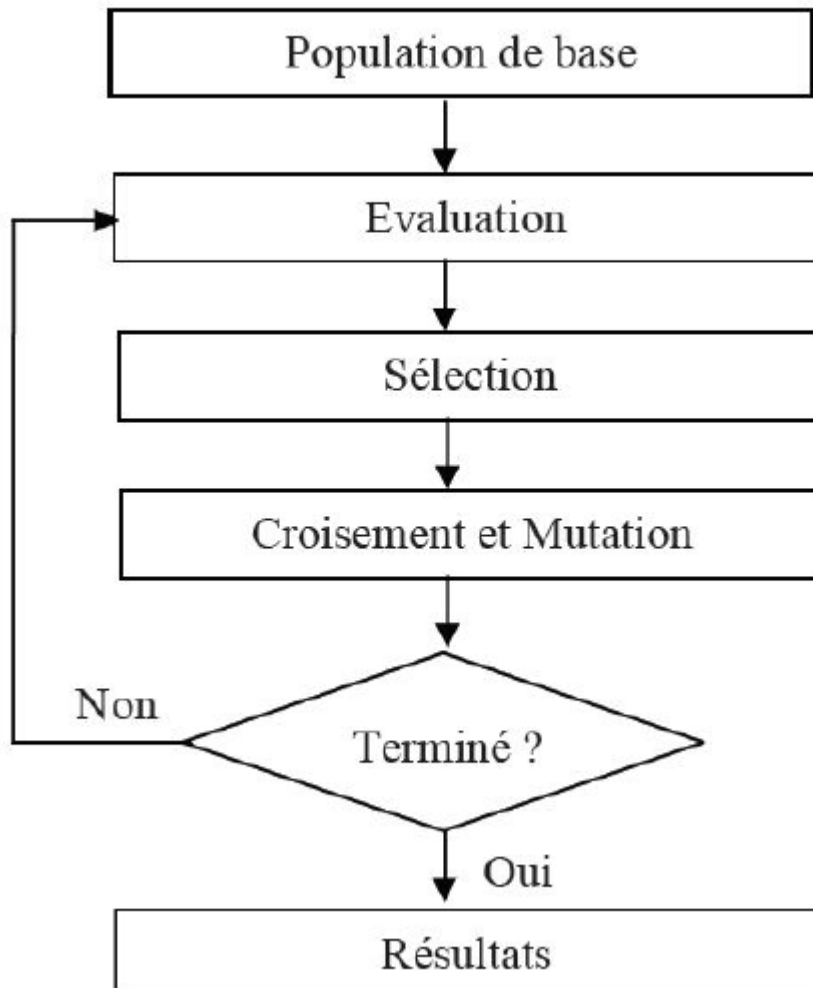 Population de base
Evaluation
Sélection
Croisement et Mutation
Non
Terminé ?
Oui
Résultats